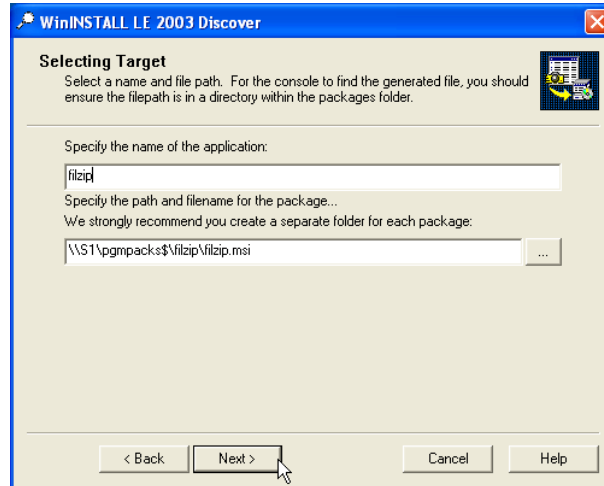 WinINSTALL LE 2003 Discover
Selecting Target
Select a name and file path. For the console to find the generated file, you should
ensure the filepath is in a directory within the packages folder.
Specify the name of the application:
filzip
Specify the path and filename for the package...
We strongly recommend you create a separate folder for each package:
\\S1\pgmpacks$\filzip\filzip.msi
...
< Back
Next >
Cancel
Help